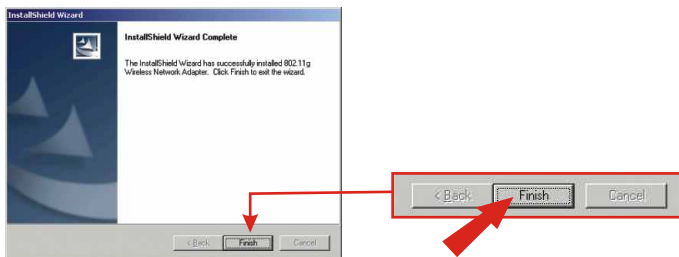 InstallShield Wizard
InstallShield Wizard Complete
The InstallShield Wizard has successfully installed 802.11g
Wireless Network Adapter. Click Finish to exit the wizard.
< Back
Finish
Cancel
< Back
Finish
Cancel